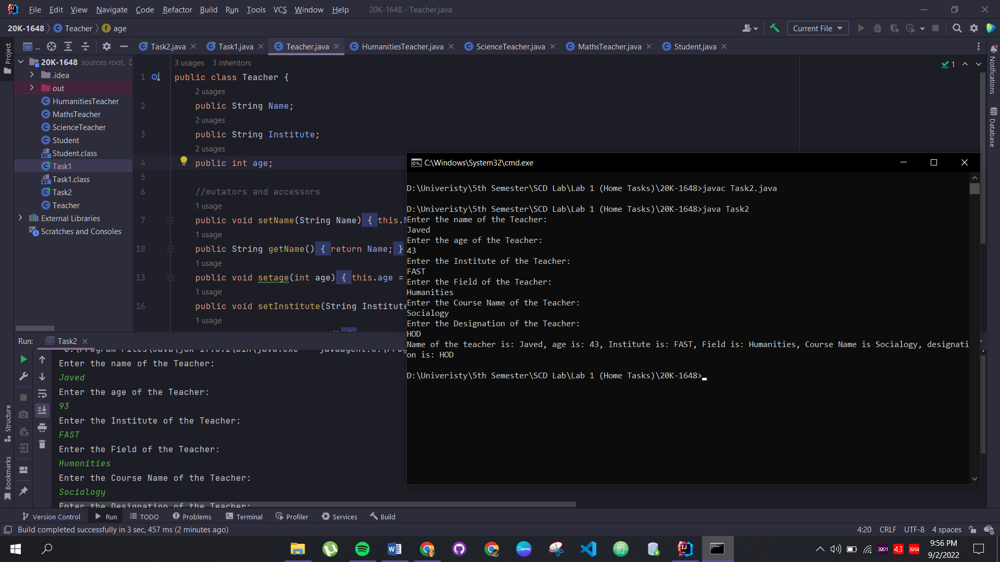 File Edit View Navigate Code Refactor Build Run Tools VCS Window Help 20K-1648 - Teacher.java
20K-1648 Teacher age
Current File
Project
...
Task2.java
Task1.java
Teacher.java
HumanitiesTeacher.java
ScienceTeacher.java
MathsTeacher.java
Student.java
20K-1648 sources root,
.idea
out
HumanitiesTeacher
MathsTeacher
ScienceTeacher
Student
Student.class
Task1
Task1.class
Task2
Teacher
External Libraries
Scratches and Consoles
3 usages 3 inheritors
1 public class Teacher {
2 usages
2 public String Name;
2 usages
3 public String Institute;
2 usages
4 public int age;
5
6 //mutators and accessors
1 usage
7 public void setName(String Name) { this.
1 usage
10 public String getName() { return Name; }
1 usage
13 public void setage(int age) { this.age =
1 usage
16 public void setInstitute(String Institute
1 usage
1
Notifications
Database
C:\Windows\System32\cmd.exe
D:\Univeristy\5th Semester\SCD Lab\Lab 1 (Home Tasks)\20K-1648>javac Task2.java
D:\Univeristy\5th Semester\SCD Lab\Lab 1 (Home Tasks)\20K-1648>java Task2
Enter the name of the Teacher:
Javed
Enter the age of the Teacher:
43
Enter the Institute of the Teacher:
FAST
Enter the Field of the Teacher:
Humanities
Enter the Course Name of the Teacher:
Socialogy
Enter the Designation of the Teacher:
HOD
Name of the teacher is: Javed, age is: 43, Institute is: FAST, Field is: Humanities, Course Name is Socialogy, designati
on is: HOD
D:\Univeristy\5th Semester\SCD Lab\Lab 1 (Home Tasks)\20K-1648>
Run: Task2
Enter the name of the Teacher:
Javed
Enter the age of the Teacher:
93
Enter the Institute of the Teacher:
FAST
Enter the Field of the Teacher:
Humanities
Enter the Course Name of the Teacher:
Socialogy
Enter the Designation of the Teacher:
Structure
Bookmarks
Version Control Run TODO Problems Terminal Profiler Services Build
Build completed successfully in 3 sec, 457 ms (2 minutes ago)
4:20 CRLF UTF-8 4 spaces
Canva
3901 43 3964
9:56 PM
9/2/2022